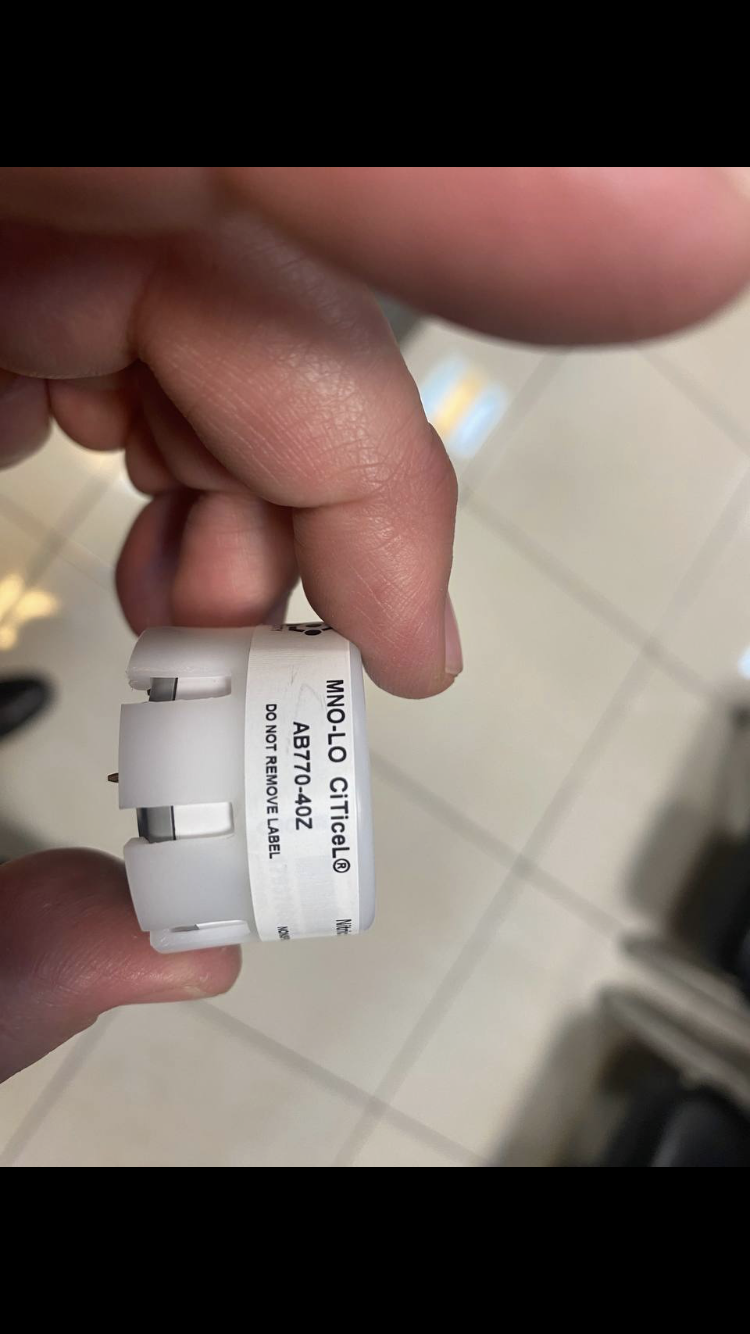 MNO-LO CiTiceL®
AB770-40Z
DO NOT REMOVE LABEL